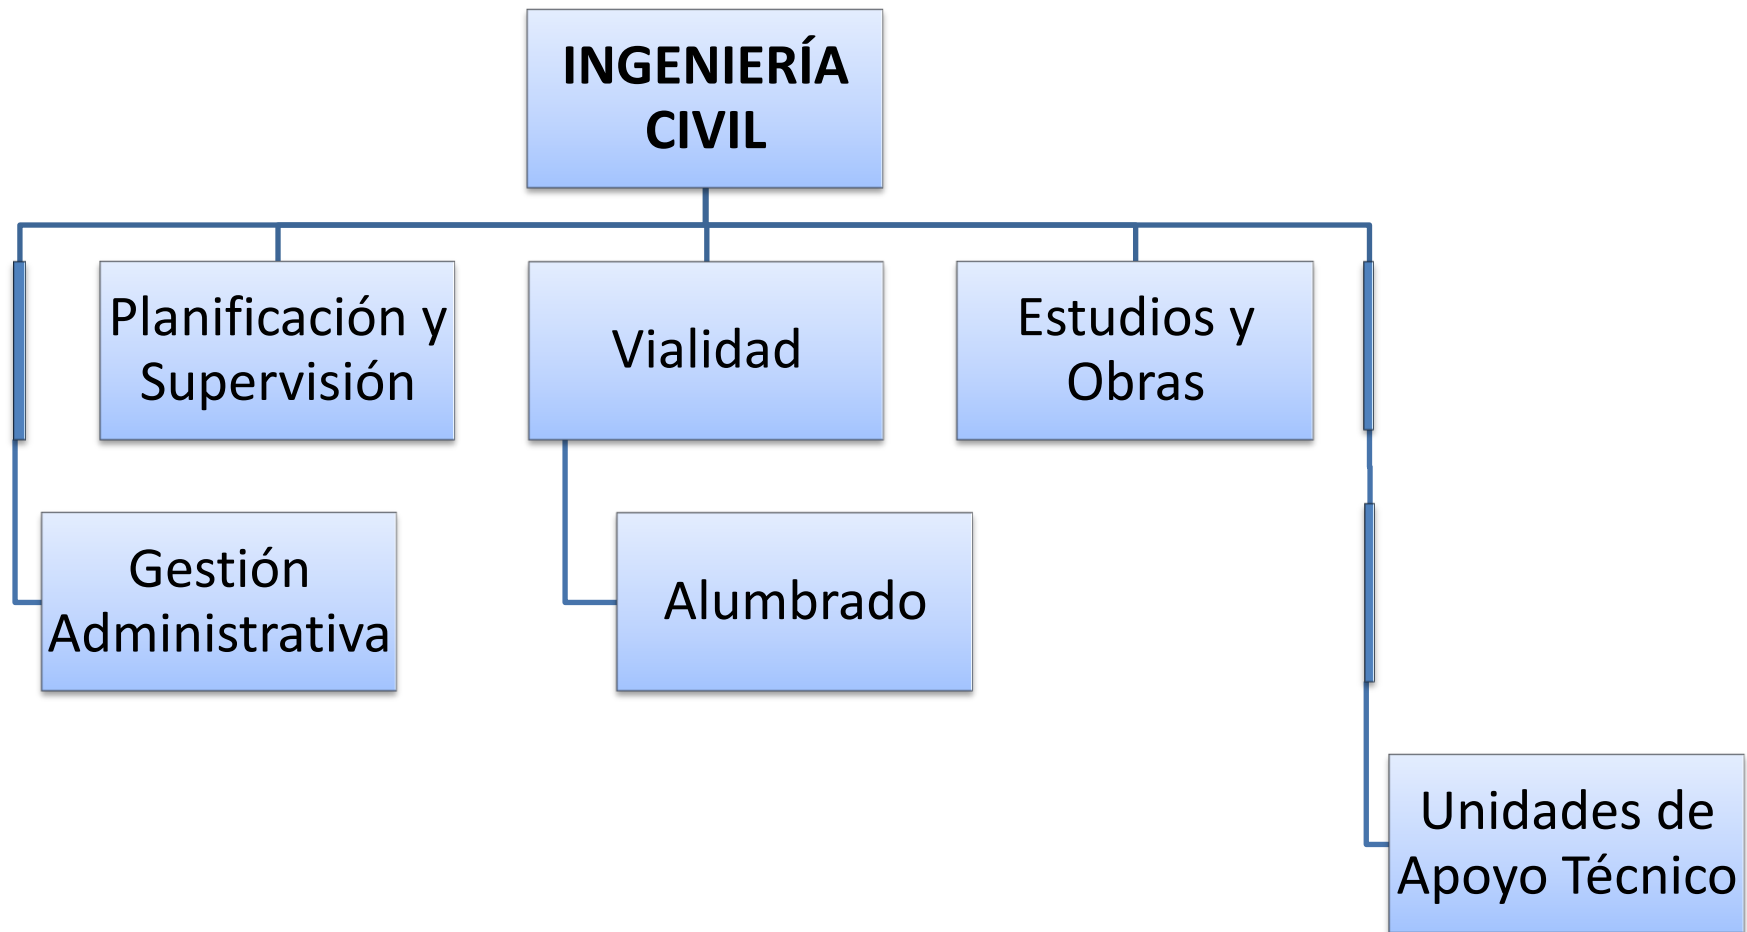 INGENIERÍA
CIVIL
Planificación y
Supervisión
Vialidad
Estudios y
Obras
Gestión
Administrativa
Alumbrado
Unidades de
Apoyo Técnico